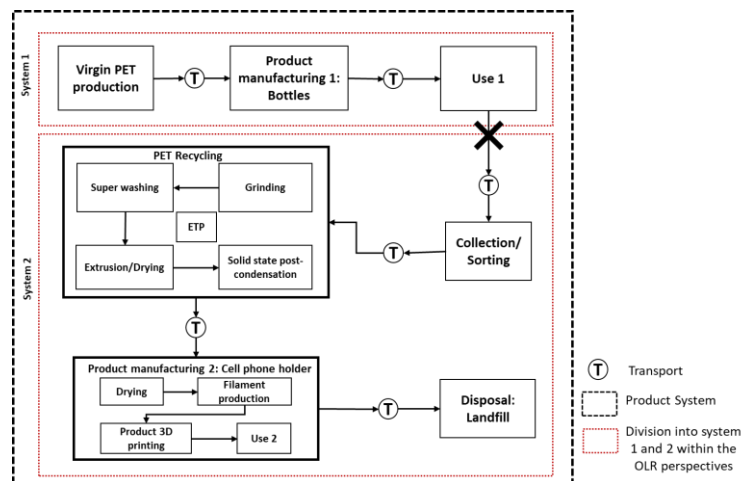 System 1
Virgin PET
production
T
Product
manufacturing 1:
Bottles
T
Use 1
System 2
T
Collection/
Sorting
T
PET Recycling
Super washing
Grinding
ETP
Extrusion/Drying
Solid state post-
condensation
T
Product manufacturing 2: Cell phone holder
Drying
Filament
production
Product 3D
printing
Use 2
T
Disposal:
Landfill
T
Transport
Product System
Division into system
1 and 2 within the
OLR perspectives